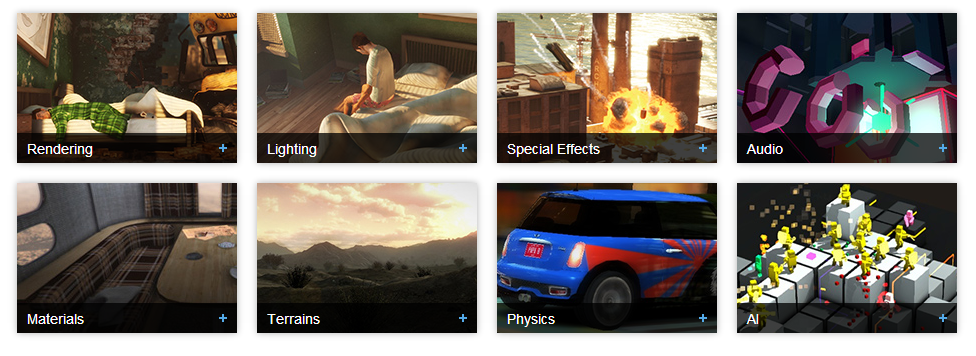 Rendering
Lighting
Special Effects
Audio
Materials
Terrains
Physics
AI